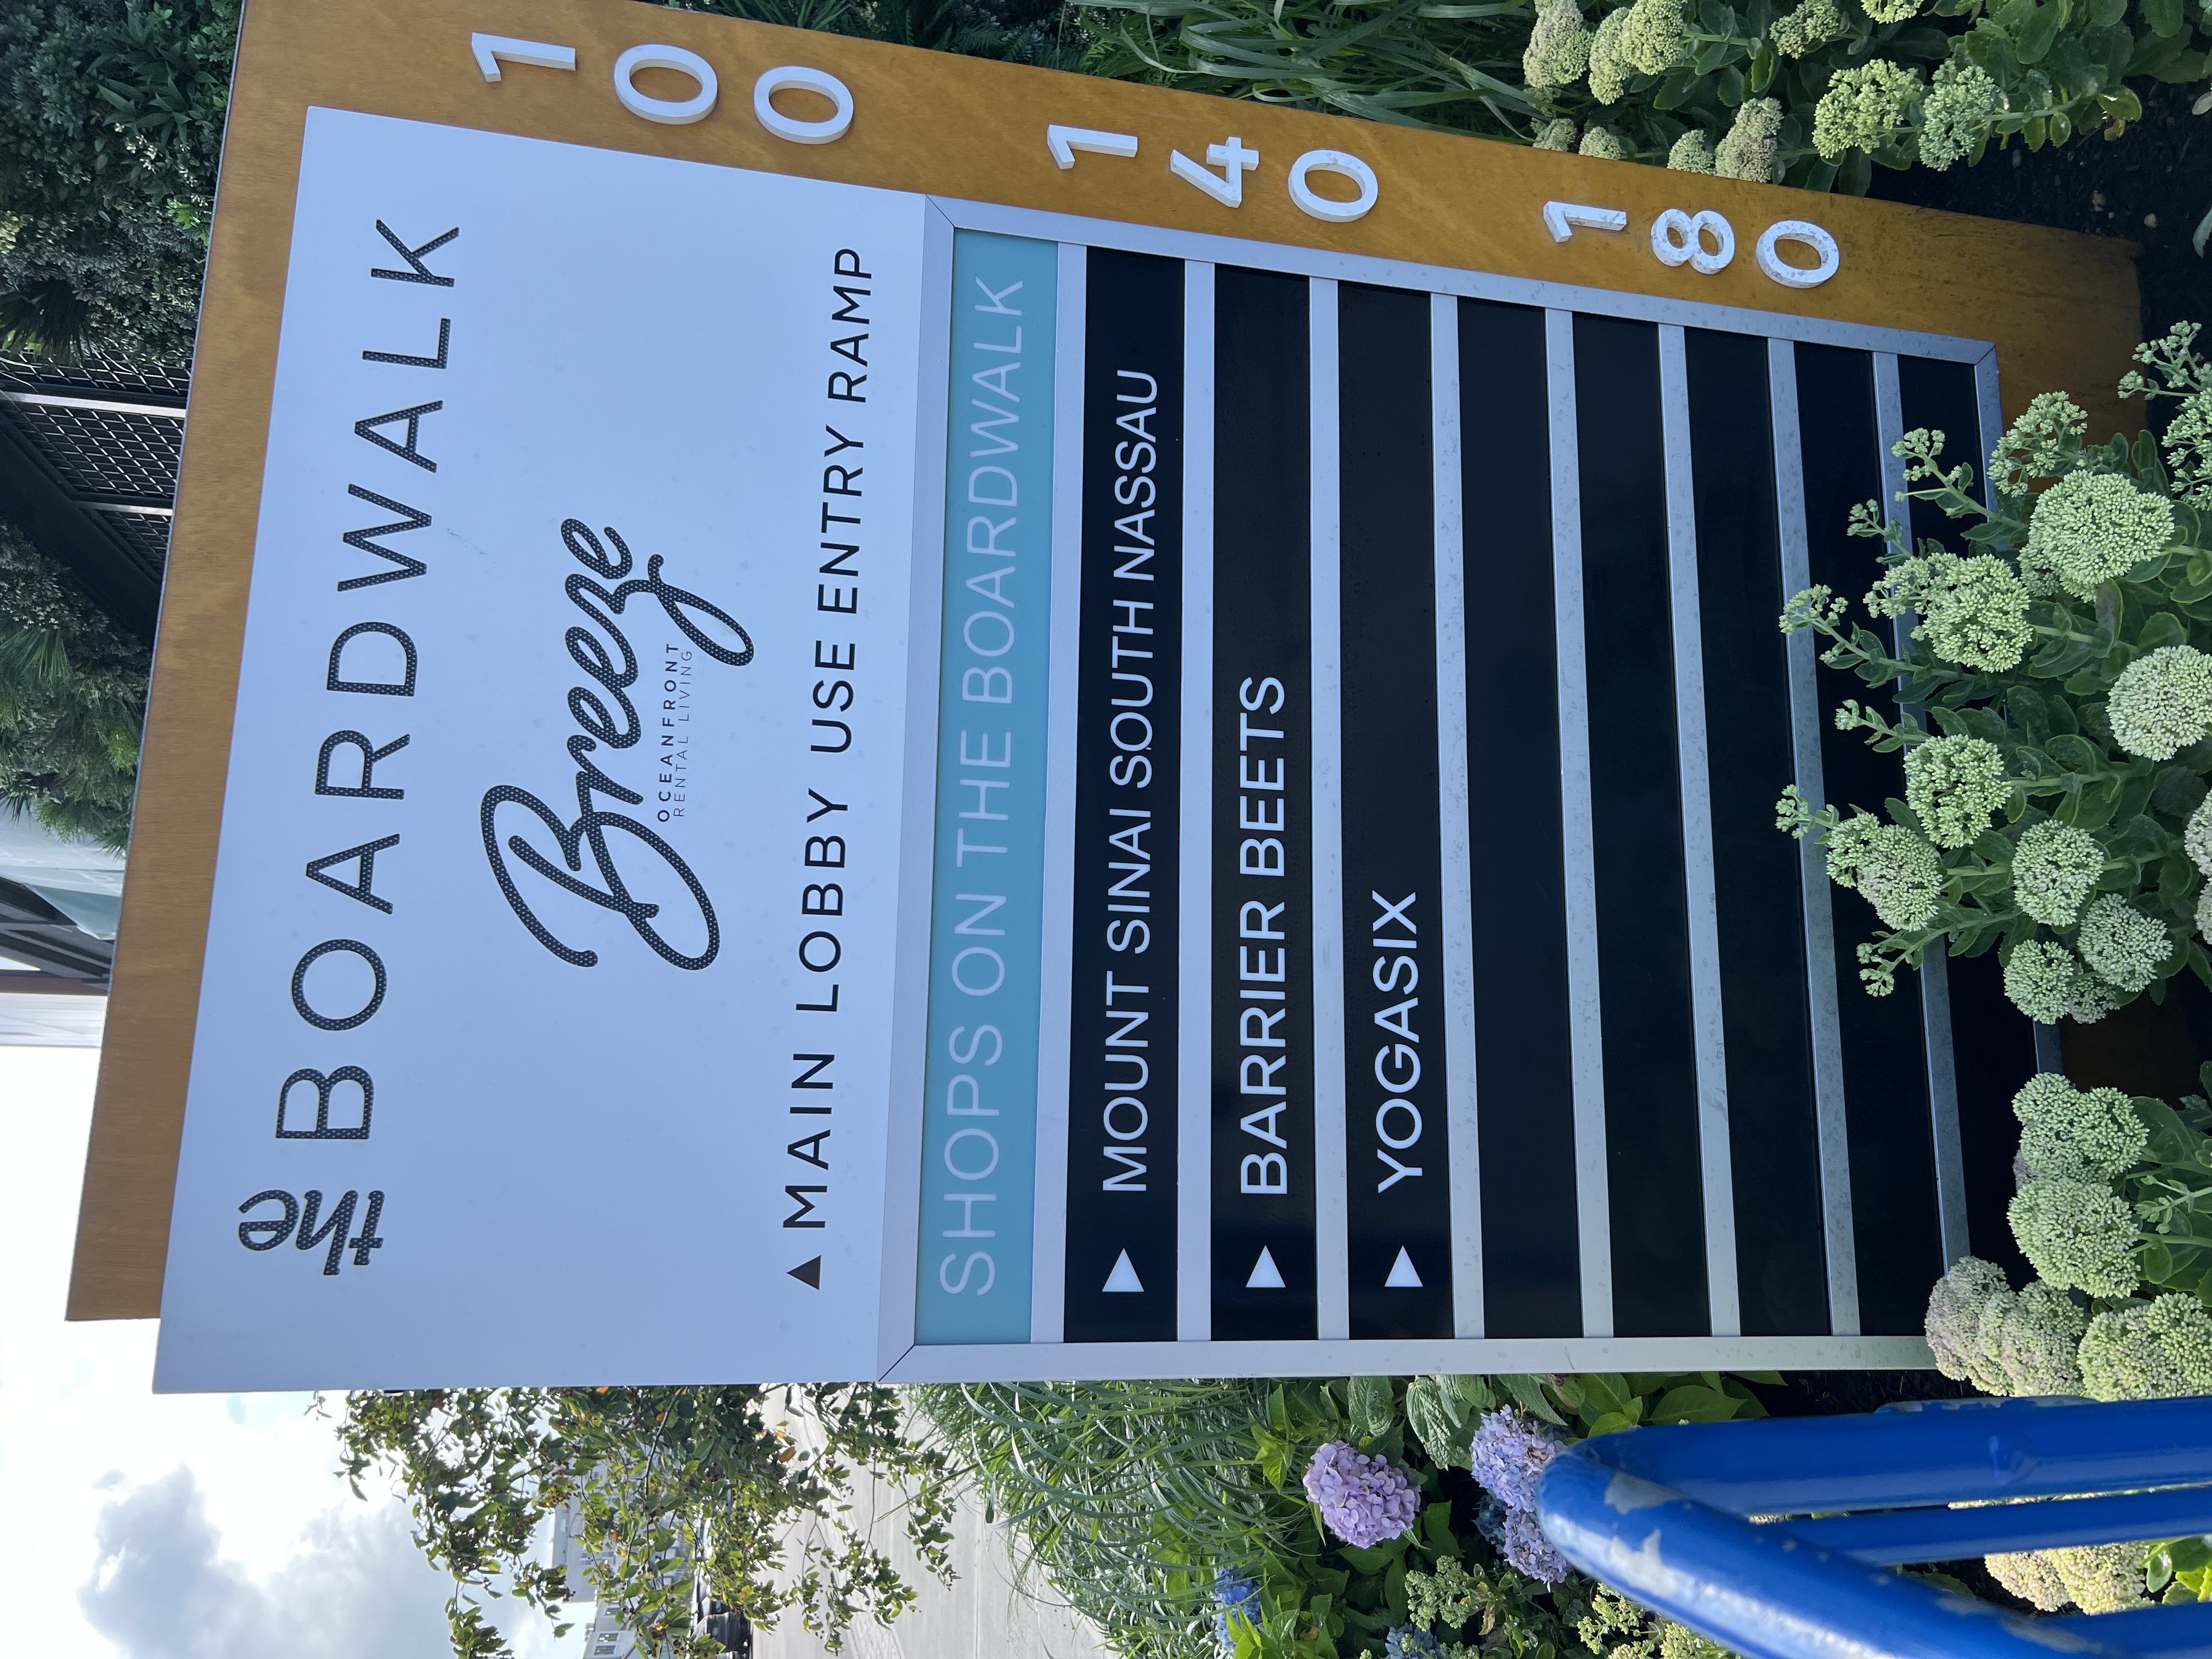 the BOARDWALK
Breeze
OCEANFRONT
RENTAL LIVING
MAIN LOBBY USE ENTRY RAMP
SHOPS ON THE BOARDWALK
MOUNT SINAI SOUTH NASSAU
BARRIER BEETS
YOGASIX
100
140
180